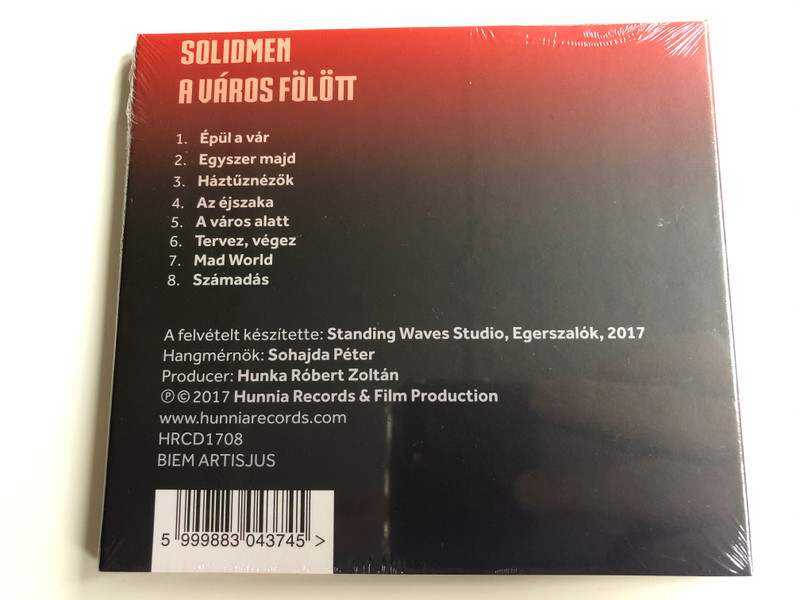 SOLIDMEN
A VÁROS FÖLÖTT
1. Épül a vár
2. Egyszer majd
3. Háztűznézők
4. Az éjszaka
5. A város alatt
6. Tervez, végez
7. Mad World
8. Számadás
A felvételt készítette: Standing Waves Studio, Egerszalók, 2017
Hangmérnök: Sohajda Péter
Producer: Hunka Róbert Zoltán
℗ © 2017 Hunnia Records & Film Production
www.hunniarecords.com
HRCD1708
BIEM ARTISJUS
5 999883 043745 >